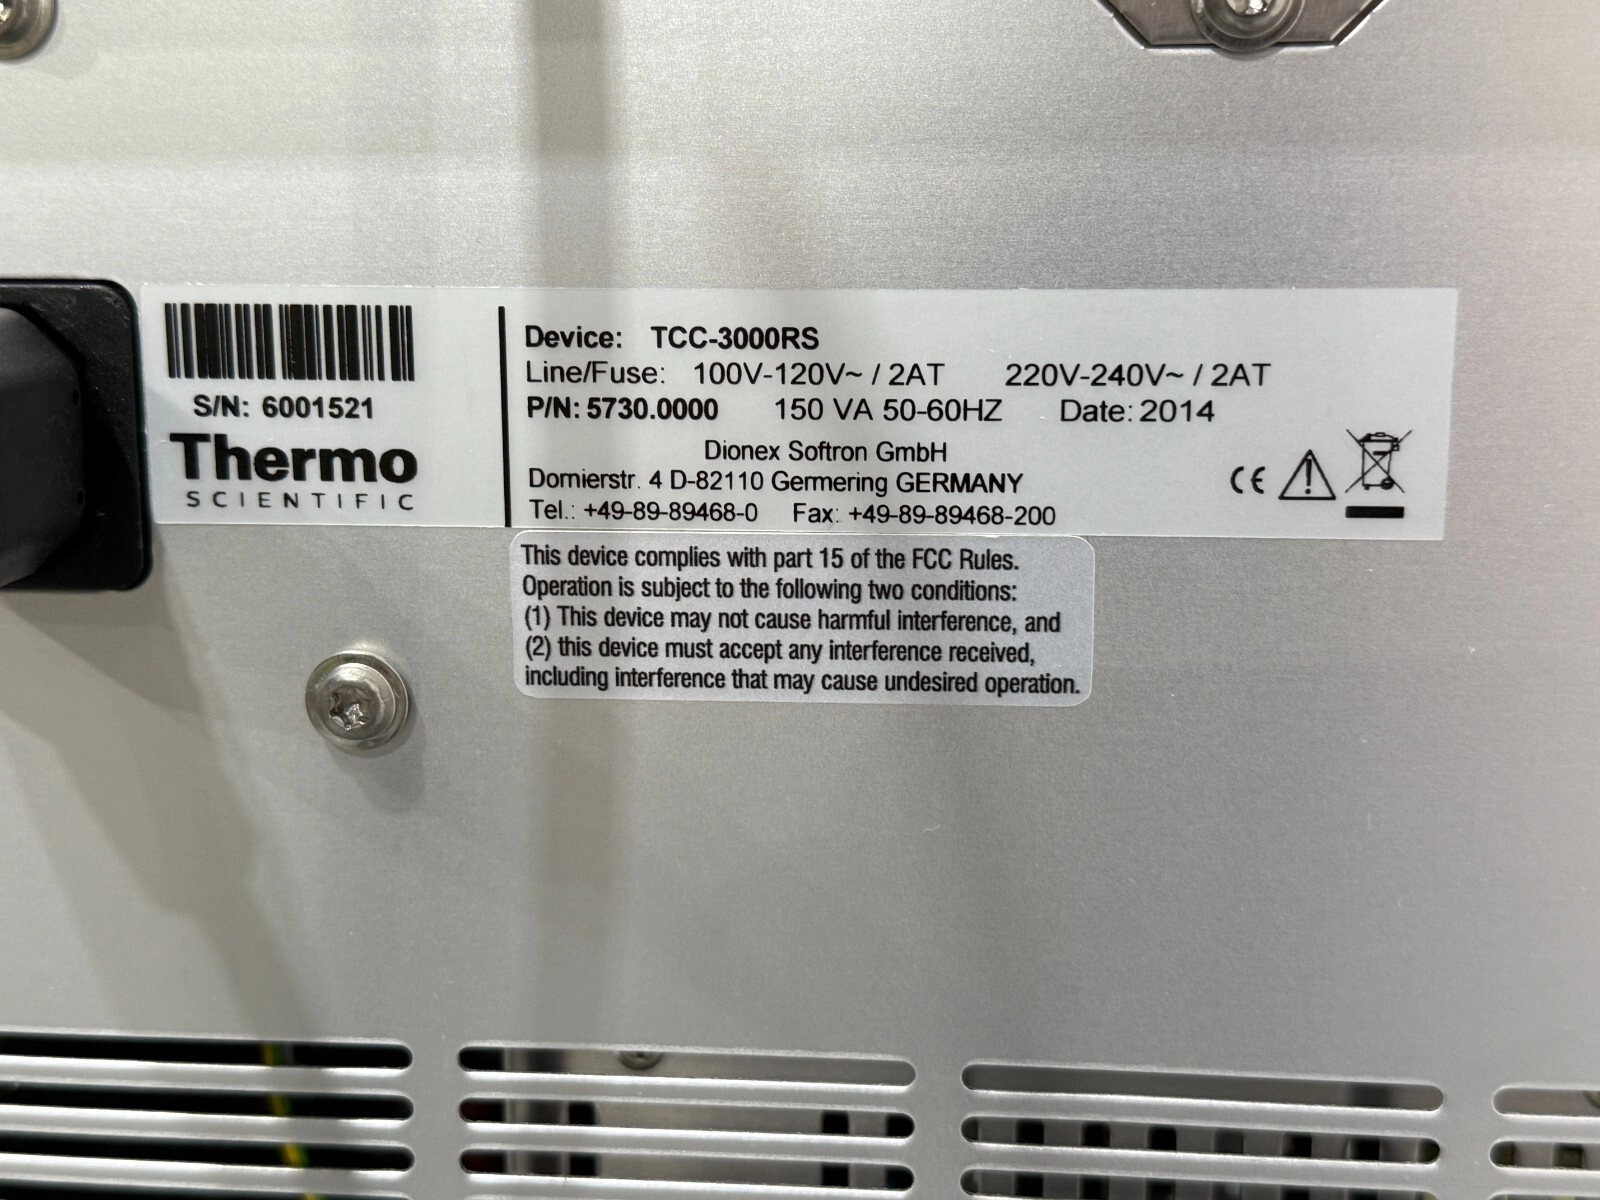 S/N: 6001521
Thermo
SCIENTIFIC
Device: TCC-3000RS
Line/Fuse: 100V-120V~ / 2AT 220V-240V~ / 2AT
P/N: 5730.0000 150 VA 50-60HZ Date: 2014
Dionex Softron GmbH
Dornierstr. 4 D-82110 Germering GERMANY
Tel.: +49-89-89468-0 Fax: +49-89-89468-200
CE
This device complies with part 15 of the FCC Rules.
Operation is subject to the following two conditions:
(1) This device may not cause harmful interference, and
(2) this device must accept any interference received,
including interference that may cause undesired operation.